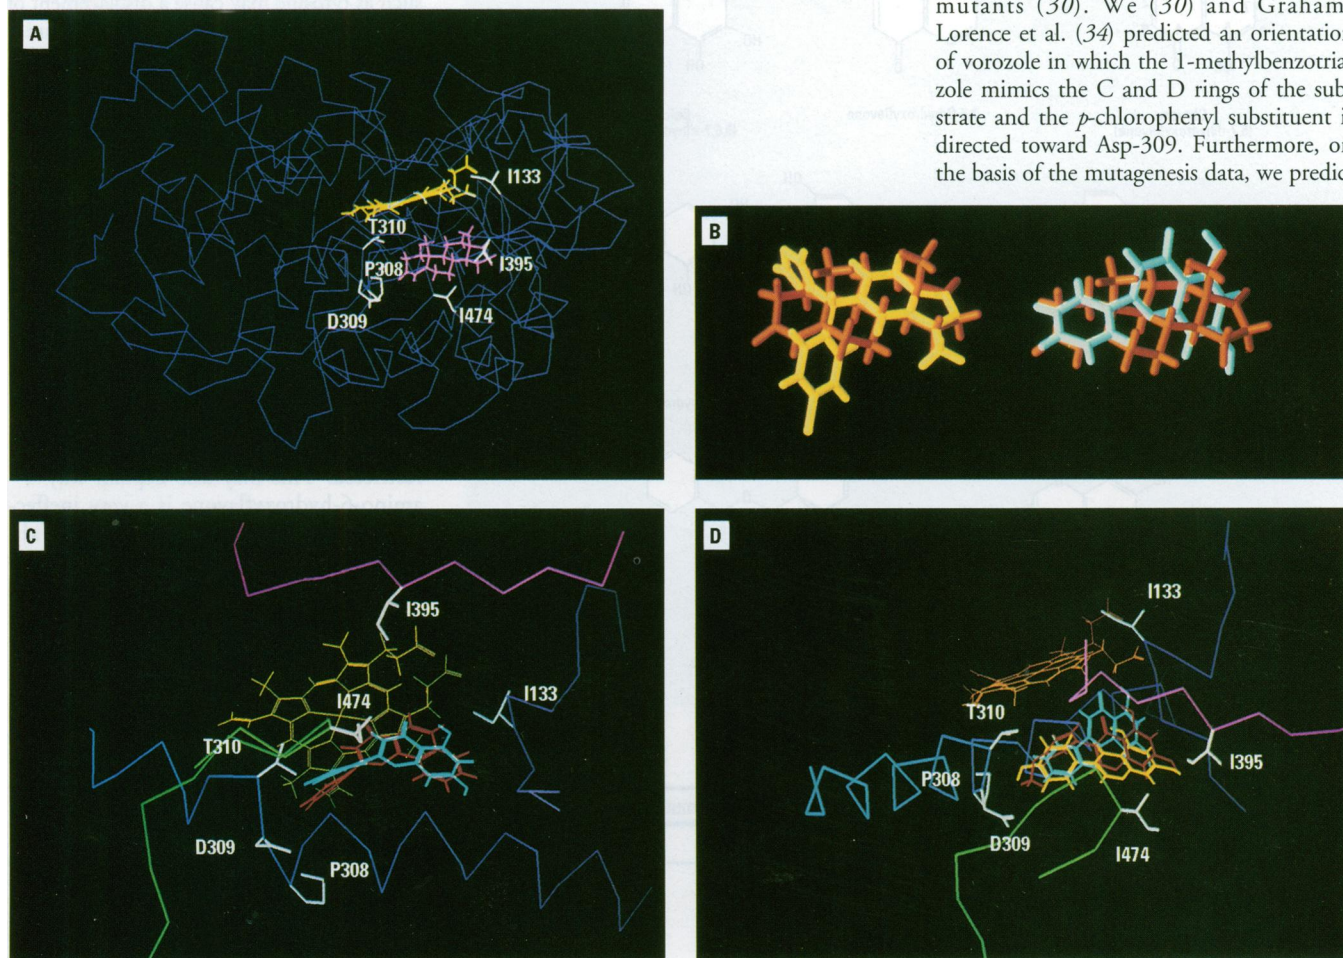 mutants (30). We (30) and Graham
Lorence et al. (34) predicted an orientatio
of vorozole in which the 1-methylbenzotria
zole mimics the C and D rings of the sub
strate and the p-chlorophenyl substituent i
directed toward Asp-309. Furthermore, o
the basis of the mutagenesis data, we predic
A
I133
T310
P308
I395
D309
I474
B
C
I395
I474
I133
T310
D309
P308
D
I133
T310
I395
P308
D309
I474